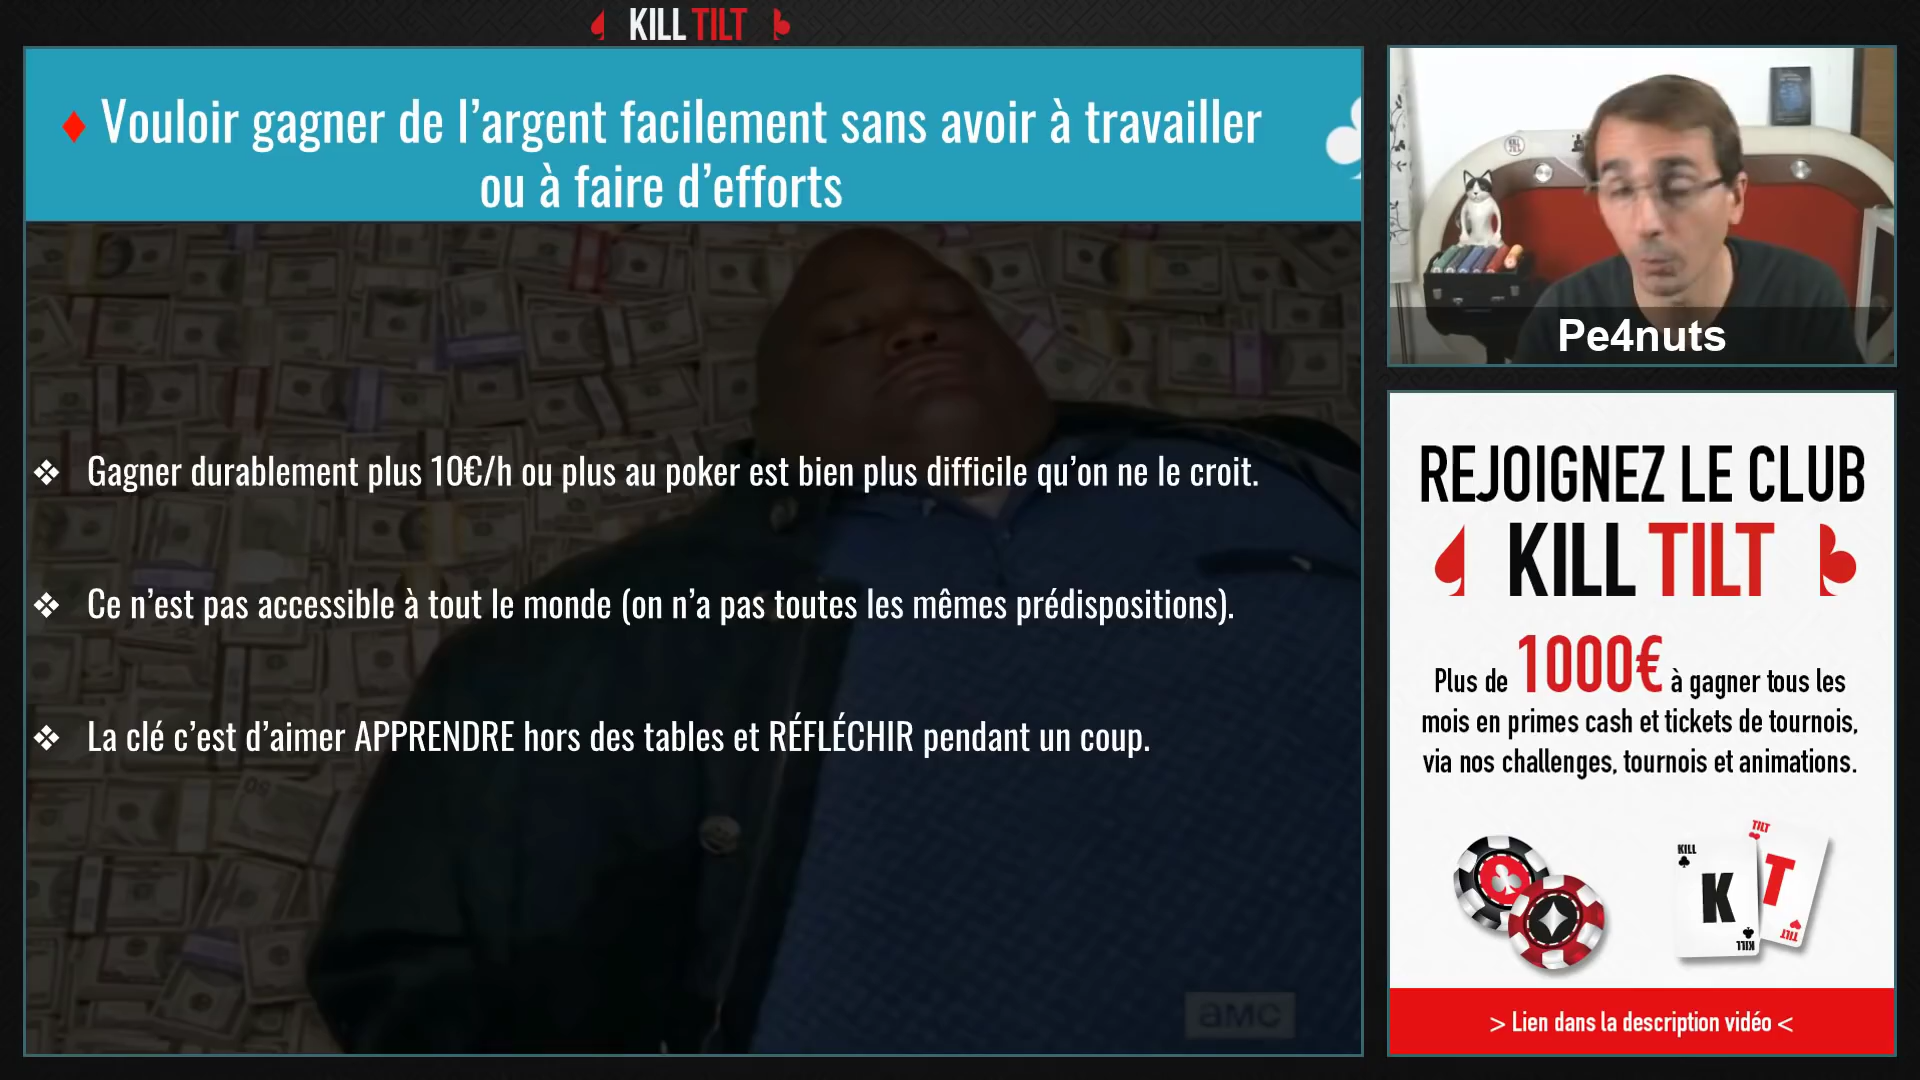 KILL TILT
Vouloir gagner de l’argent facilement sans avoir à travailler
ou à faire d’efforts
Gagner durablement plus 10€/h ou plus au poker est bien plus difficile qu’on ne le croit.
Ce n’est pas accessible à tout le monde (on n’a pas toutes les mêmes prédispositions).
La clé c’est d’aimer APPRENDRE hors des tables et RÉFLÉCHIR pendant un coup.
amc
Pe4nuts
REJOIGNEZ LE CLUB
KILL TILT
Plus de 1000€ à gagner tous les
mois en primes cash et tickets de tournois,
via nos challenges, tournois et animations.
KILL
K
KILL
TILT
T
TILT
> Lien dans la description vidéo <